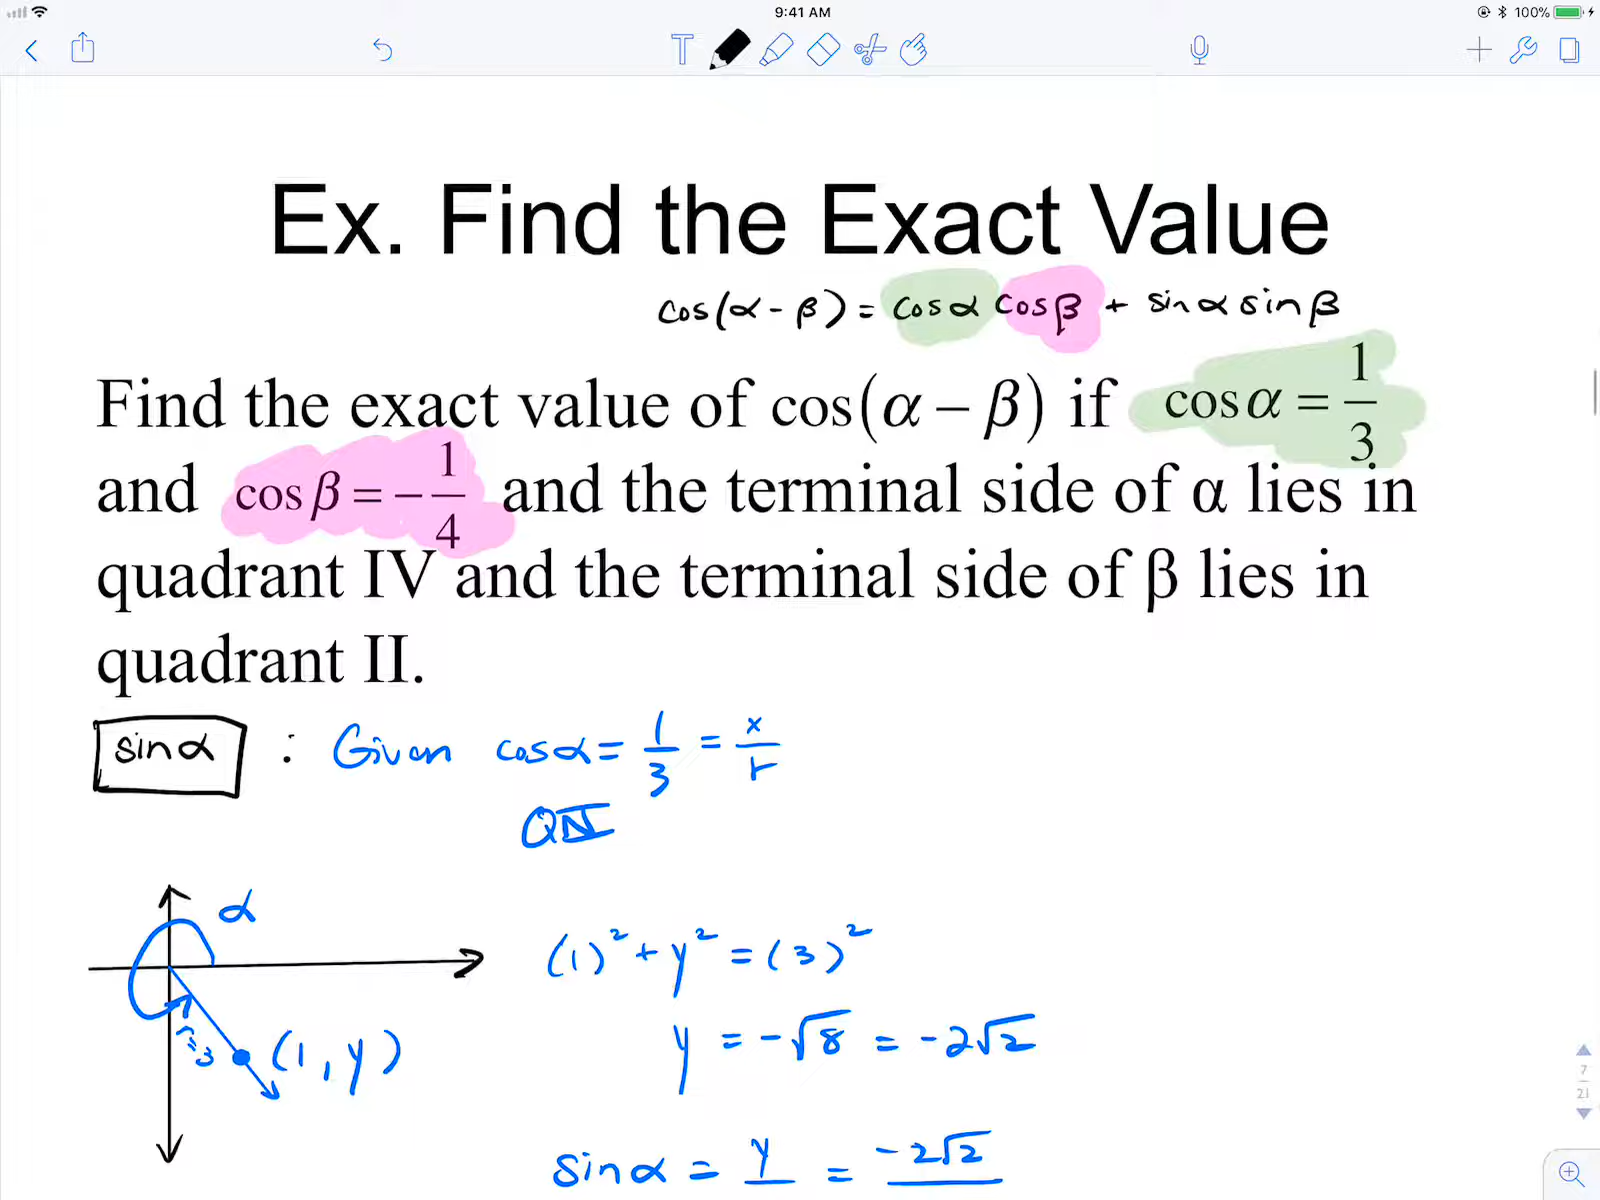 9:41 AM
100%
T
Ex. Find the Exact Value
cos(α - β) = cosα cosβ + sinα sinβ
Find the exact value of cos(α – β) if cosα = 1/3
and cosβ = – 1/4 and the terminal side of α lies in
quadrant IV and the terminal side of β lies in
quadrant II.
sinα : Given cosα = 1/3 = x/r
QIV
α
(1)² + y² = (3)²
r=3
(1, y)
y = -√8 = -2√2
7
21
sinα = y = -2√2